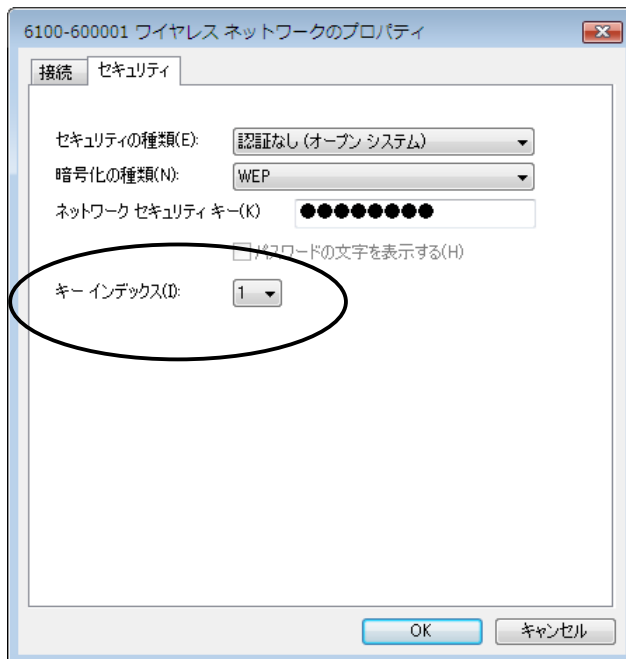 6100-600001 ワイヤレス ネットワークのプロパティ
接続 セキュリティ
セキュリティの種類(E): 認証なし (オープン システム)
暗号化の種類(N): WEP
ネットワーク セキュリティ キー(K) ●●●●●●●●
パスワードの文字を表示する(H)
キー インデックス(I): 1
OK キャンセル